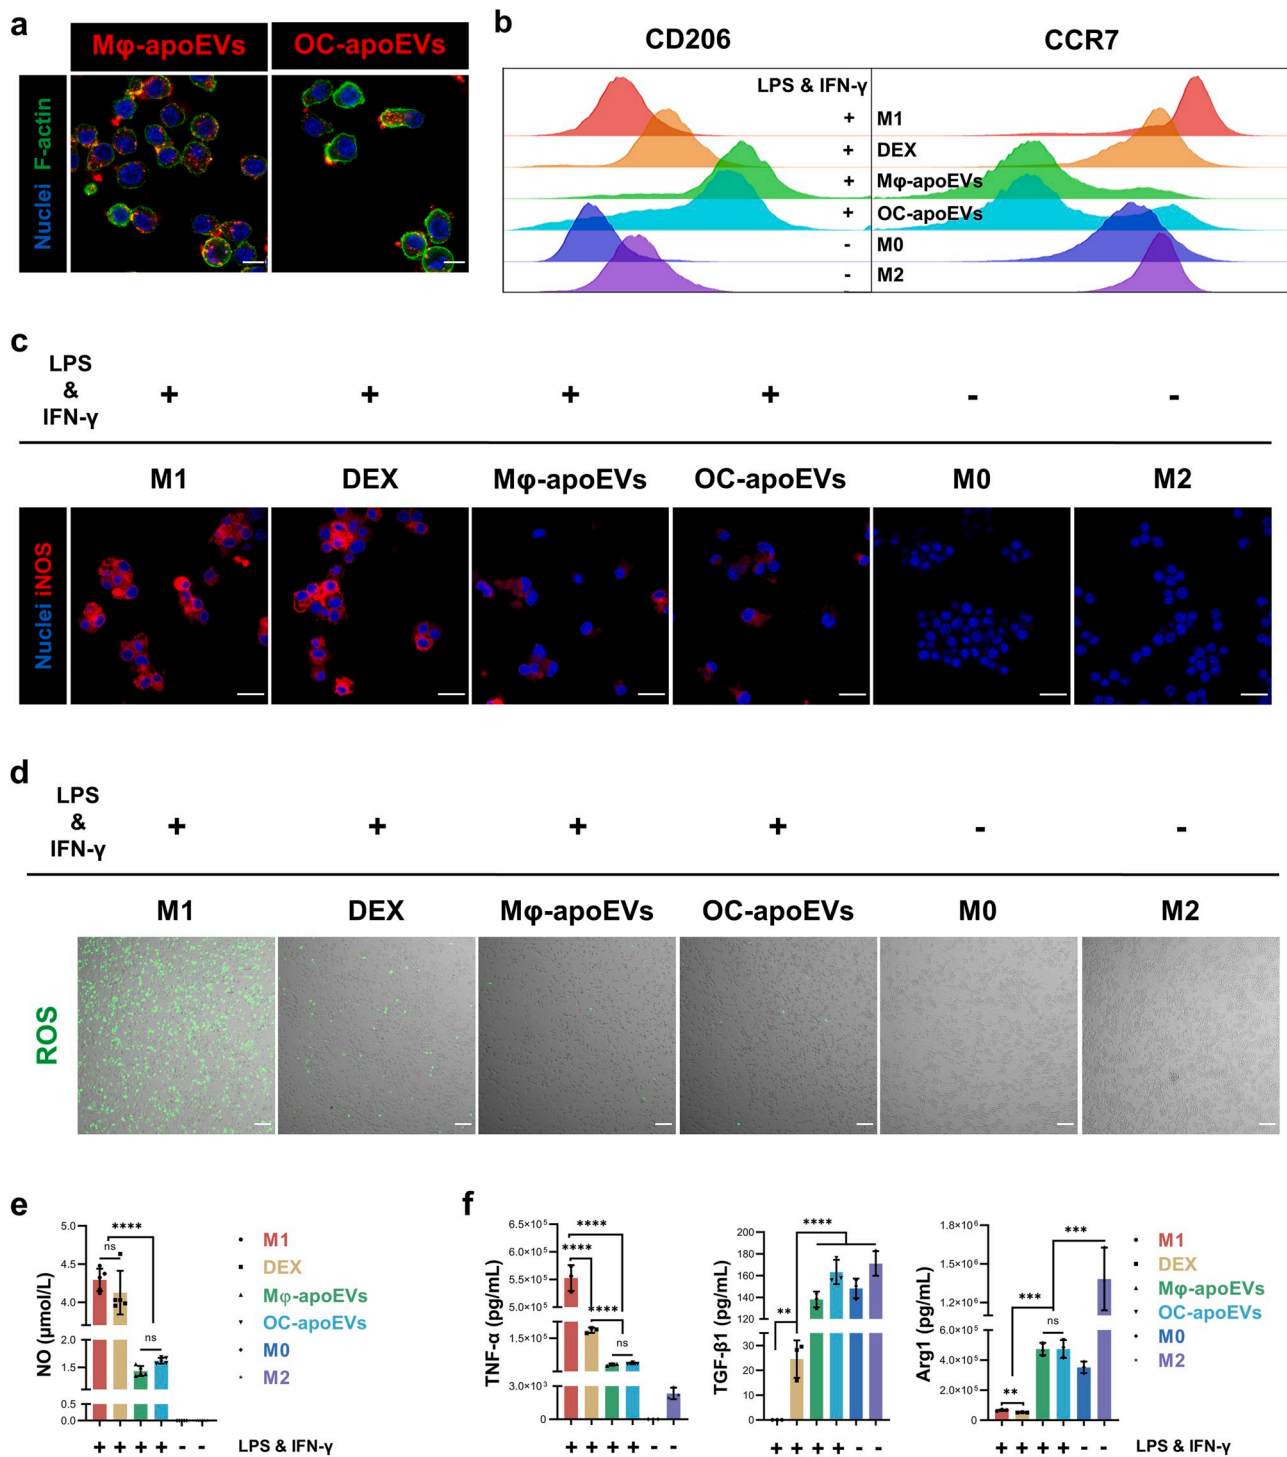 a
Mφ-apoEVs OC-apoEVs
Nuclei F-actin
b
CD206 CCR7
LPS & IFN-γ
+ M1
+ DEX
+ Mφ-apoEVs
+ OC-apoEVs
- M0
- M2
c
LPS
&
IFN-γ
+ + + + - -
M1 DEX Mφ-apoEVs OC-apoEVs M0 M2
Nuclei iNOS
d
LPS
&
IFN-γ
+ + + + - -
M1 DEX Mφ-apoEVs OC-apoEVs M0 M2
ROS
e
NO (μmol/L)
5.0
4.5
4.0
2.0
1.5
0.5
0.0
****
ns
ns
+ + + + - - LPS & IFN-γ
M1
DEX
Mφ-apoEVs
OC-apoEVs
M0
M2
f
TNF-α (pg/mL)
6.5×10⁵
6.0×10⁵
5.5×10⁵
5.0×10⁵
1.5×10⁵
3.0×10³
0
****
****
****
ns
+ + + + - -
TGF-β1 (pg/mL)
200
180
160
140
120
30
20
10
0
****
**
+ + + + - -
Arg1 (pg/mL)
1.8×10⁶
1.5×10⁶
1.2×10⁶
6.0×10⁵
4.0×10⁵
2.0×10⁵
0
***
***
ns
**
+ + + + - - LPS & IFN-γ
M1
DEX
Mφ-apoEVs
OC-apoEVs
M0
M2